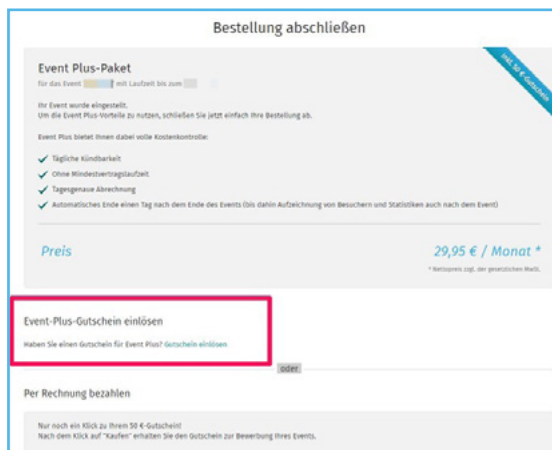 Bestellung abschließen
inkl. 50 €-Gutschein
Event Plus-Paket
für das Event mit Laufzeit bis zum
Ihr Event wurde eingestellt.
Um die Event Plus-Vorteile zu nutzen, schließen Sie jetzt einfach Ihre Bestellung ab.
Event Plus bietet Ihnen dabei volle Kostenkontrolle:
Tägliche Kündbarkeit
Ohne Mindestvertragslaufzeit
Tagesgenaue Abrechnung
Automatisches Ende einen Tag nach dem Ende des Events (bis dahin Aufzeichnung von Besuchern und Statistiken auch nach dem Event)
Preis 29,95 € / Monat *
* Nettopreis zzgl. der gesetzlichen MwSt.
Event-Plus-Gutschein einlösen
Haben Sie einen Gutschein für Event Plus? Gutschein einlösen
oder
Per Rechnung bezahlen
Nur noch ein Klick zu Ihrem 50 €-Gutschein!
Nach dem Klick auf "Kaufen" erhalten Sie den Gutschein zur Bewerbung Ihres Events.